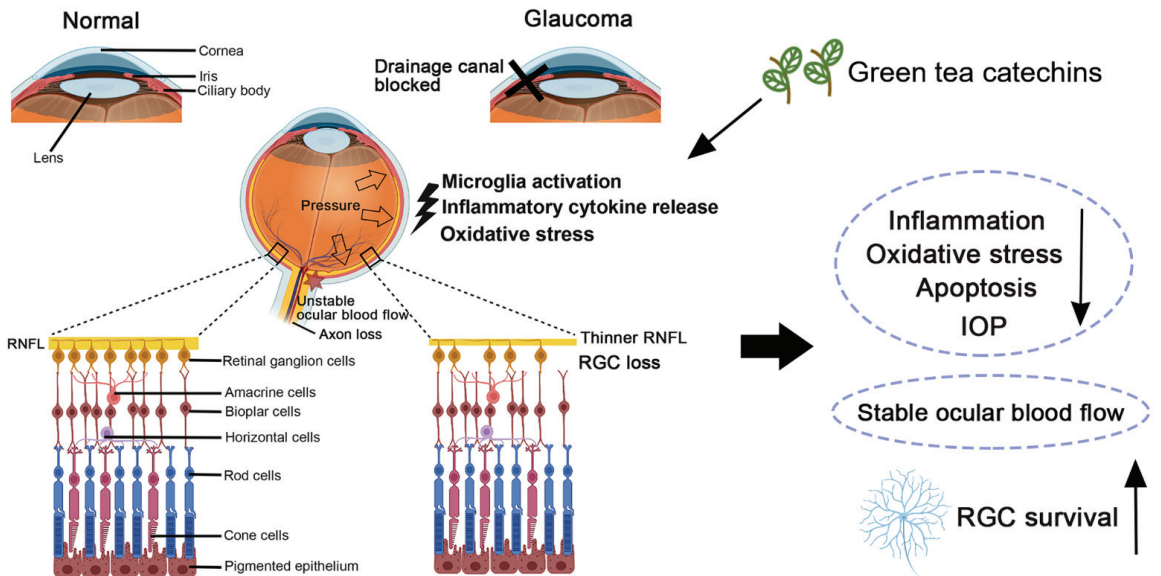 Normal
Cornea
Iris
Ciliary body
Lens
Glaucoma
Drainage canal
blocked
Green tea catechins
Pressure
Microglia activation
Inflammatory cytokine release
Oxidative stress
Unstable
ocular blood flow
Axon loss
RNFL
Retinal ganglion cells
Amacrine cells
Bioplar cells
Horizontal cells
Rod cells
Cone cells
Pigmented epithelium
Thinner RNFL
RGC loss
Inflammation
Oxidative stress
Apoptosis
IOP
Stable ocular blood flow
RGC survival